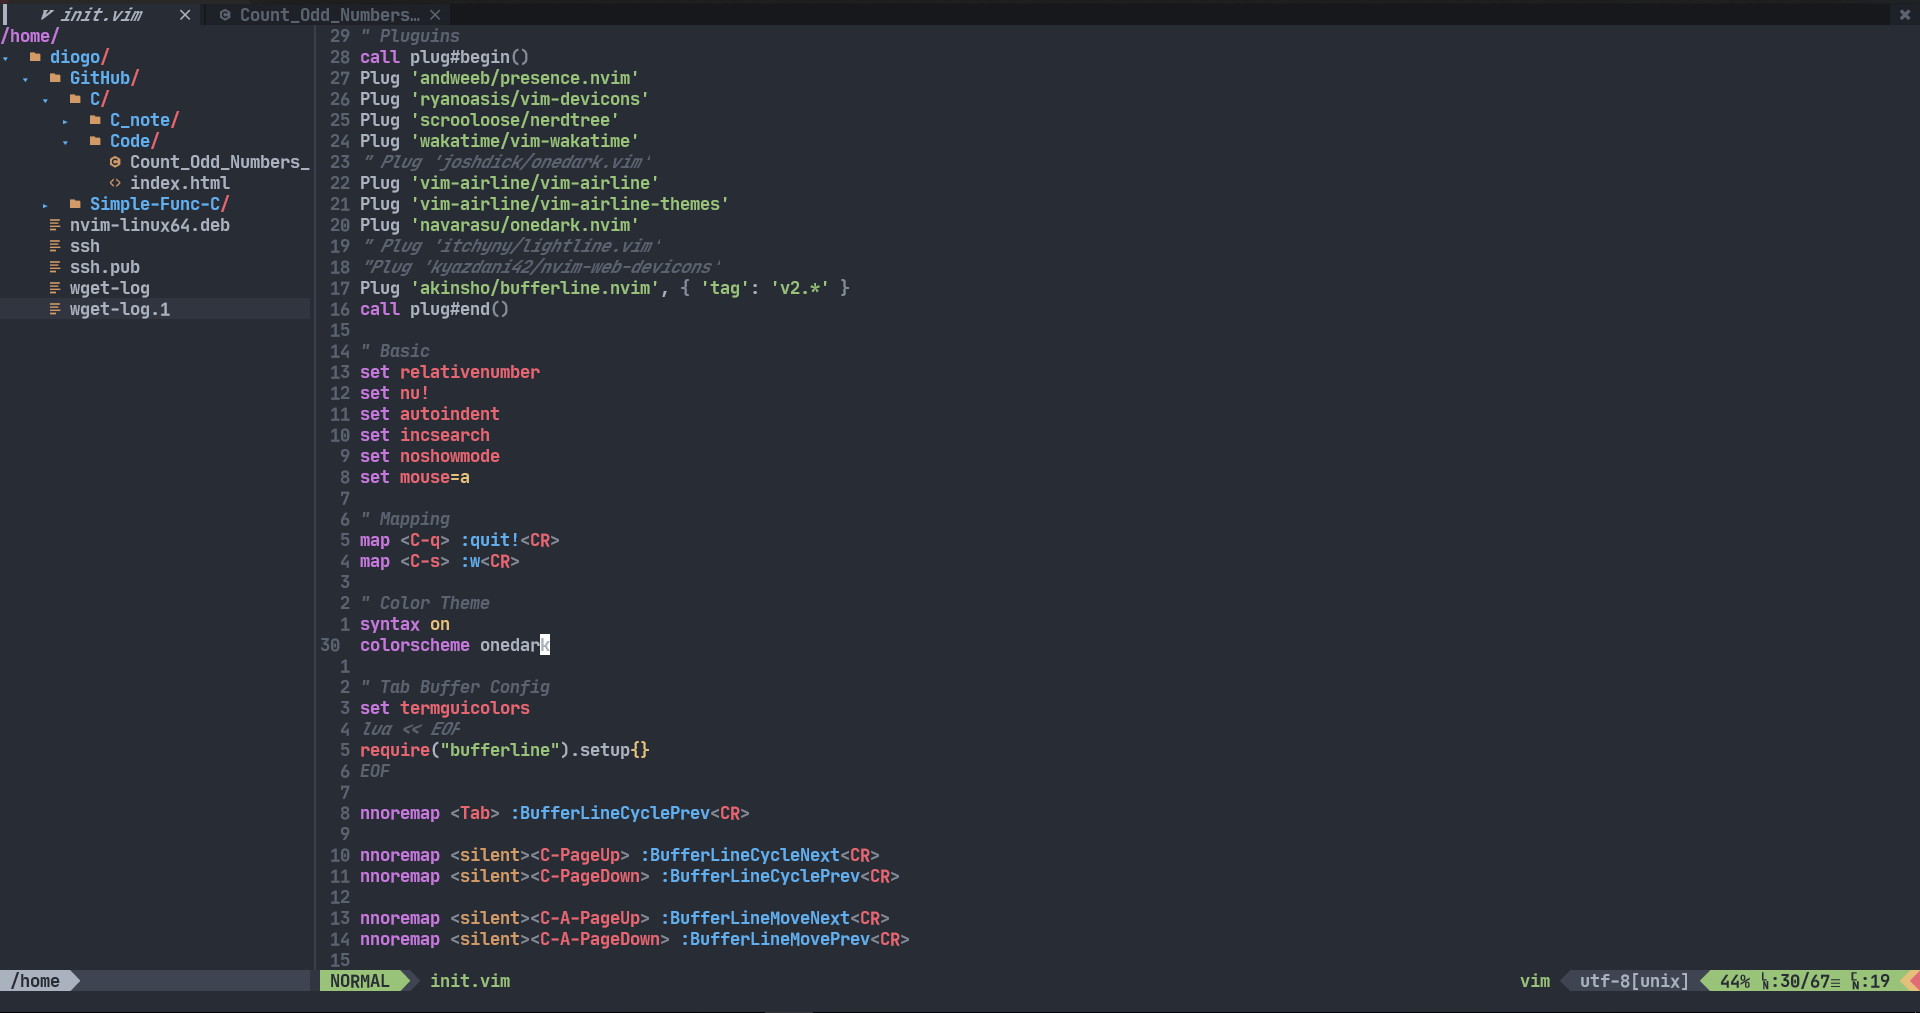 init.vim ×
Count_Odd_Numbers… ×
/home/
diogo/
GitHub/
C/
C_note/
Code/
Count_Odd_Numbers_
index.html
Simple-Func-C/
nvim-linux64.deb
ssh
ssh.pub
wget-log
wget-log.1
29 " Pluguins
28 call plug#begin()
27 Plug 'andweeb/presence.nvim'
26 Plug 'ryanoasis/vim-devicons'
25 Plug 'scrooloose/nerdtree'
24 Plug 'wakatime/vim-wakatime'
23 " Plug 'joshdick/onedark.vim'
22 Plug 'vim-airline/vim-airline'
21 Plug 'vim-airline/vim-airline-themes'
20 Plug 'navarasu/onedark.nvim'
19 " Plug 'itchyny/lightline.vim'
18 "Plug 'kyazdani42/nvim-web-devicons'
17 Plug 'akinsho/bufferline.nvim', { 'tag': 'v2.*' }
16 call plug#end()
15
14 " Basic
13 set relativenumber
12 set nu!
11 set autoindent
10 set incsearch
9 set noshowmode
8 set mouse=a
7
6 " Mapping
5 map <C-q> :quit!<CR>
4 map <C-s> :w<CR>
3
2 " Color Theme
1 syntax on
30 colorscheme onedark
1
2 " Tab Buffer Config
3 set termguicolors
4 lua << EOF
5 require("bufferline").setup{}
6 EOF
7
8 nnoremap <Tab> :BufferLineCyclePrev<CR>
9
10 nnoremap <silent><C-PageUp> :BufferLineCycleNext<CR>
11 nnoremap <silent><C-PageDown> :BufferLineCyclePrev<CR>
12
13 nnoremap <silent><C-A-PageUp> :BufferLineMoveNext<CR>
14 nnoremap <silent><C-A-PageDown> :BufferLineMovePrev<CR>
15
/home
NORMAL init.vim
vim utf-8[unix] 44% ㏑:30/67≡ ℅:19